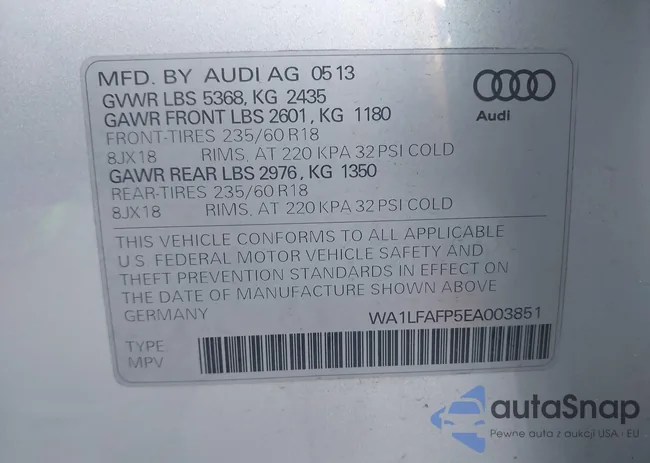 MFD. BY AUDI AG 05 13
GVWR LBS 5368, KG 2435
GAWR FRONT LBS 2601, KG 1180
FRONT-TIRES 235/60 R18
8JX18 RIMS, AT 220 KPA 32 PSI COLD
GAWR REAR LBS 2976, KG 1350
REAR-TIRES 235/60 R18
8JX18 RIMS, AT 220 KPA 32 PSI COLD
Audi
THIS VEHICLE CONFORMS TO ALL APPLICABLE
U.S. FEDERAL MOTOR VEHICLE SAFETY AND
THEFT PREVENTION STANDARDS IN EFFECT ON
THE DATE OF MANUFACTURE SHOWN ABOVE
GERMANY WA1LFAFP5EA003851
TYPE
MPV
autaSnap
Pewne auta z aukcji USA i EU